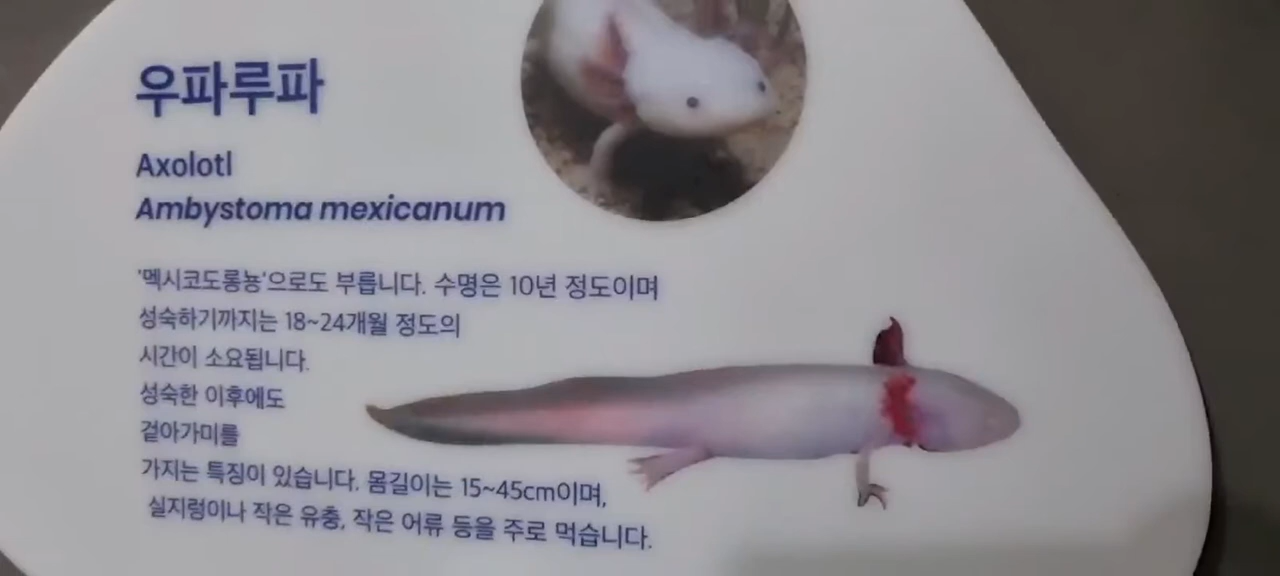 우파루파
Axolotl
Ambystoma mexicanum
'멕시코도롱뇽'으로도 부릅니다. 수명은 10년 정도이며
성숙하기까지는 18~24개월 정도의
시간이 소요됩니다.
성숙한 이후에도
겉아가미를
가지는 특징이 있습니다. 몸길이는 15~45cm이며,
실지렁이나 작은 유충, 작은 어류 등을 주로 먹습니다.